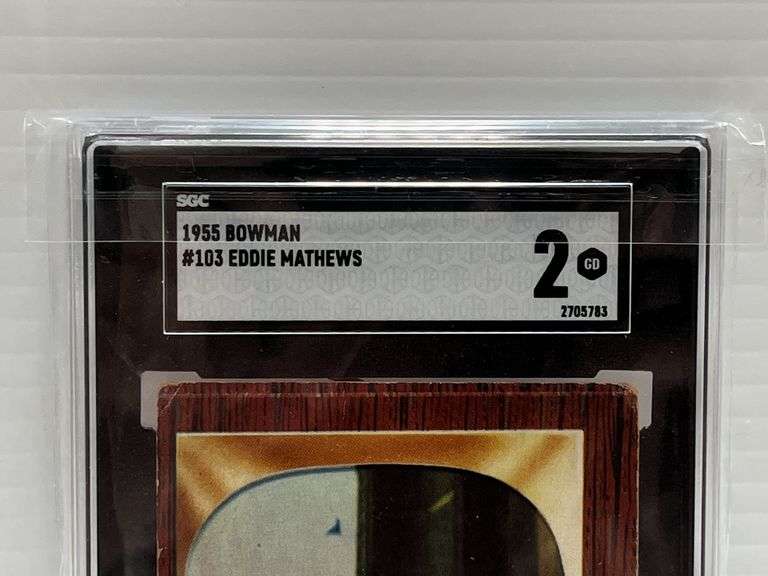 SGC
1955 BOWMAN
#103 EDDIE MATHEWS
2
GD
2705783